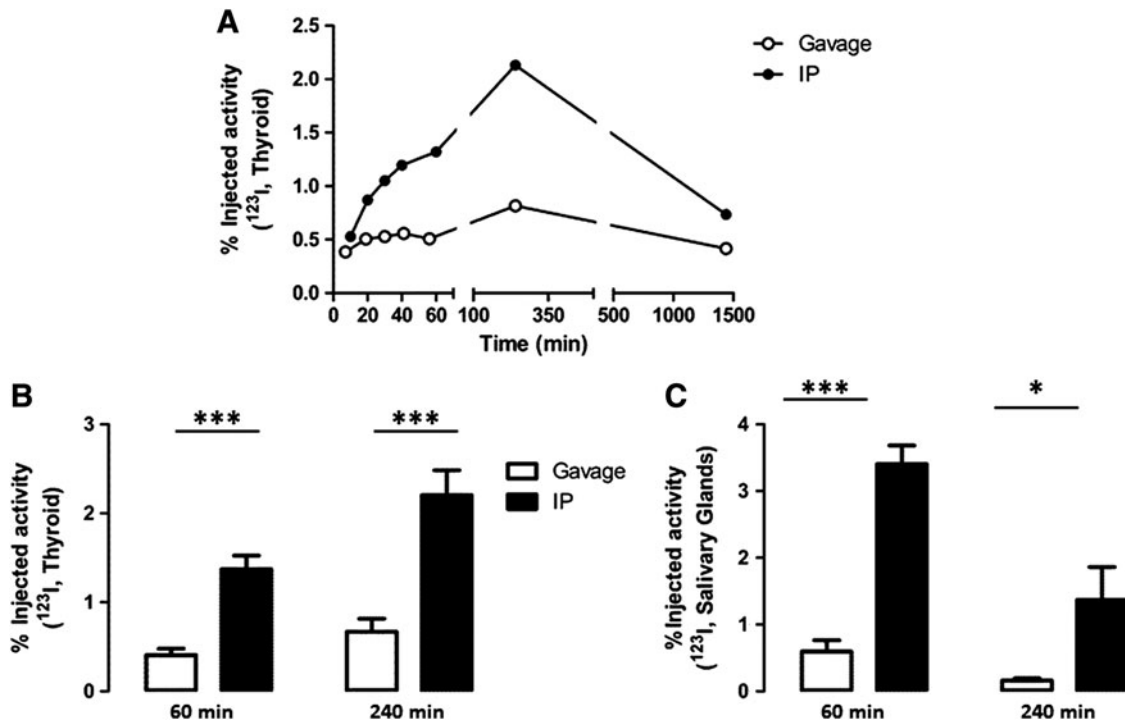 A
% Injected activity
(¹²³I, Thyroid)
2.5
2.0
1.5
1.0
0.5
0.0
0 20 40 60 100 350 500 1000 1500
Time (min)
Gavage
IP
B
% Injected activity
(¹²³I, Thyroid)
3
2
1
0
***
***
60 min 240 min
Gavage
IP
C
%Injected activity
(¹²³I, Salivary Glands)
4
3
2
1
0
***
*
60 min 240 min